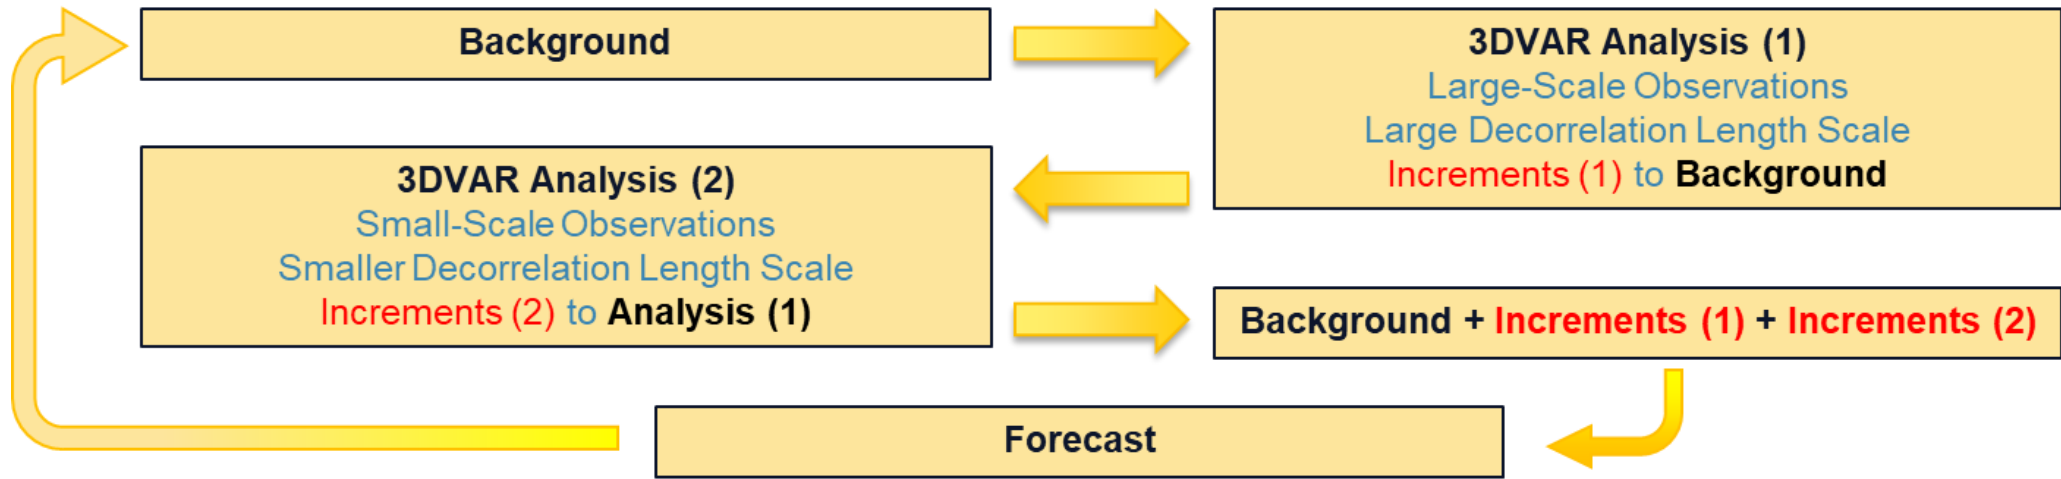 Background
3DVAR Analysis (1)
Large-Scale Observations
Large Decorrelation Length Scale
Increments (1) to Background
3DVAR Analysis (2)
Small-Scale Observations
Smaller Decorrelation Length Scale
Increments (2) to Analysis (1)
Background + Increments (1) + Increments (2)
Forecast